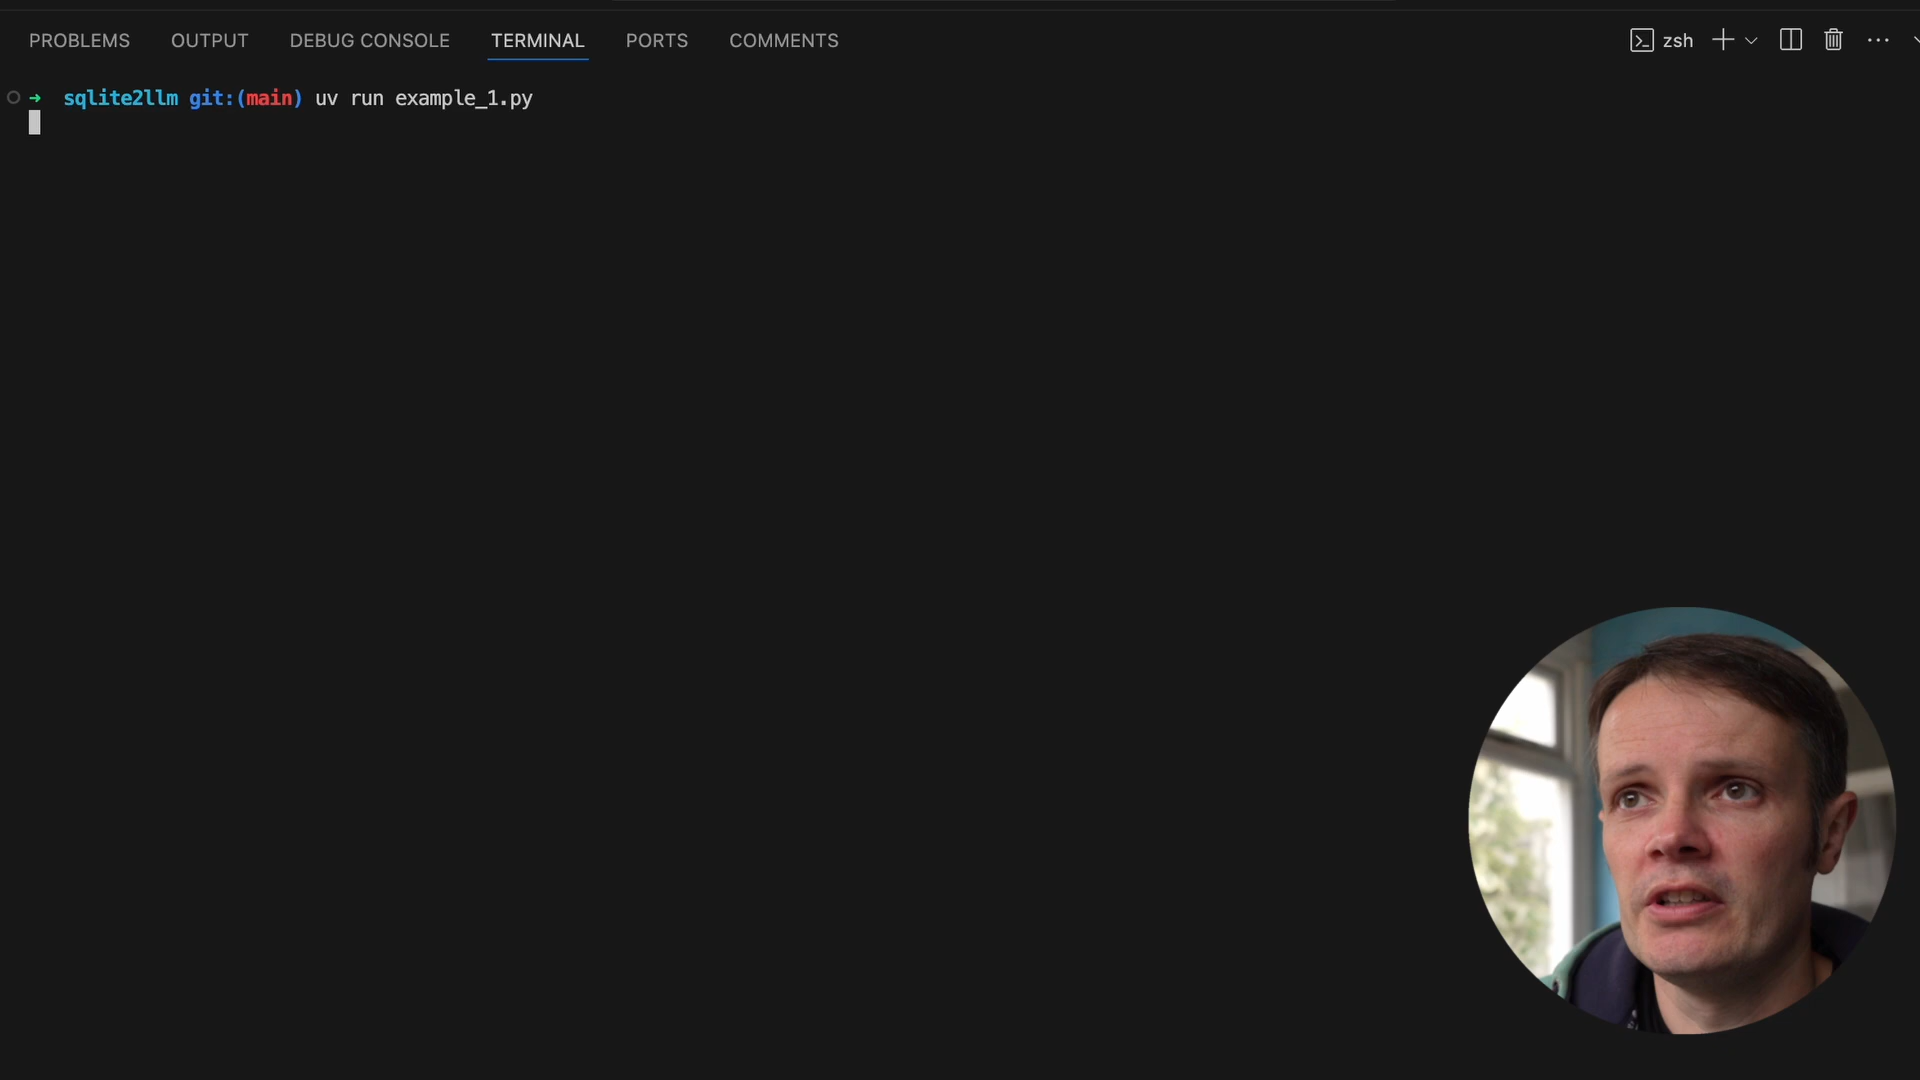 PROBLEMS OUTPUT DEBUG CONSOLE TERMINAL PORTS COMMENTS zsh
➜ sqlite2llm git:(main) uv run example_1.py